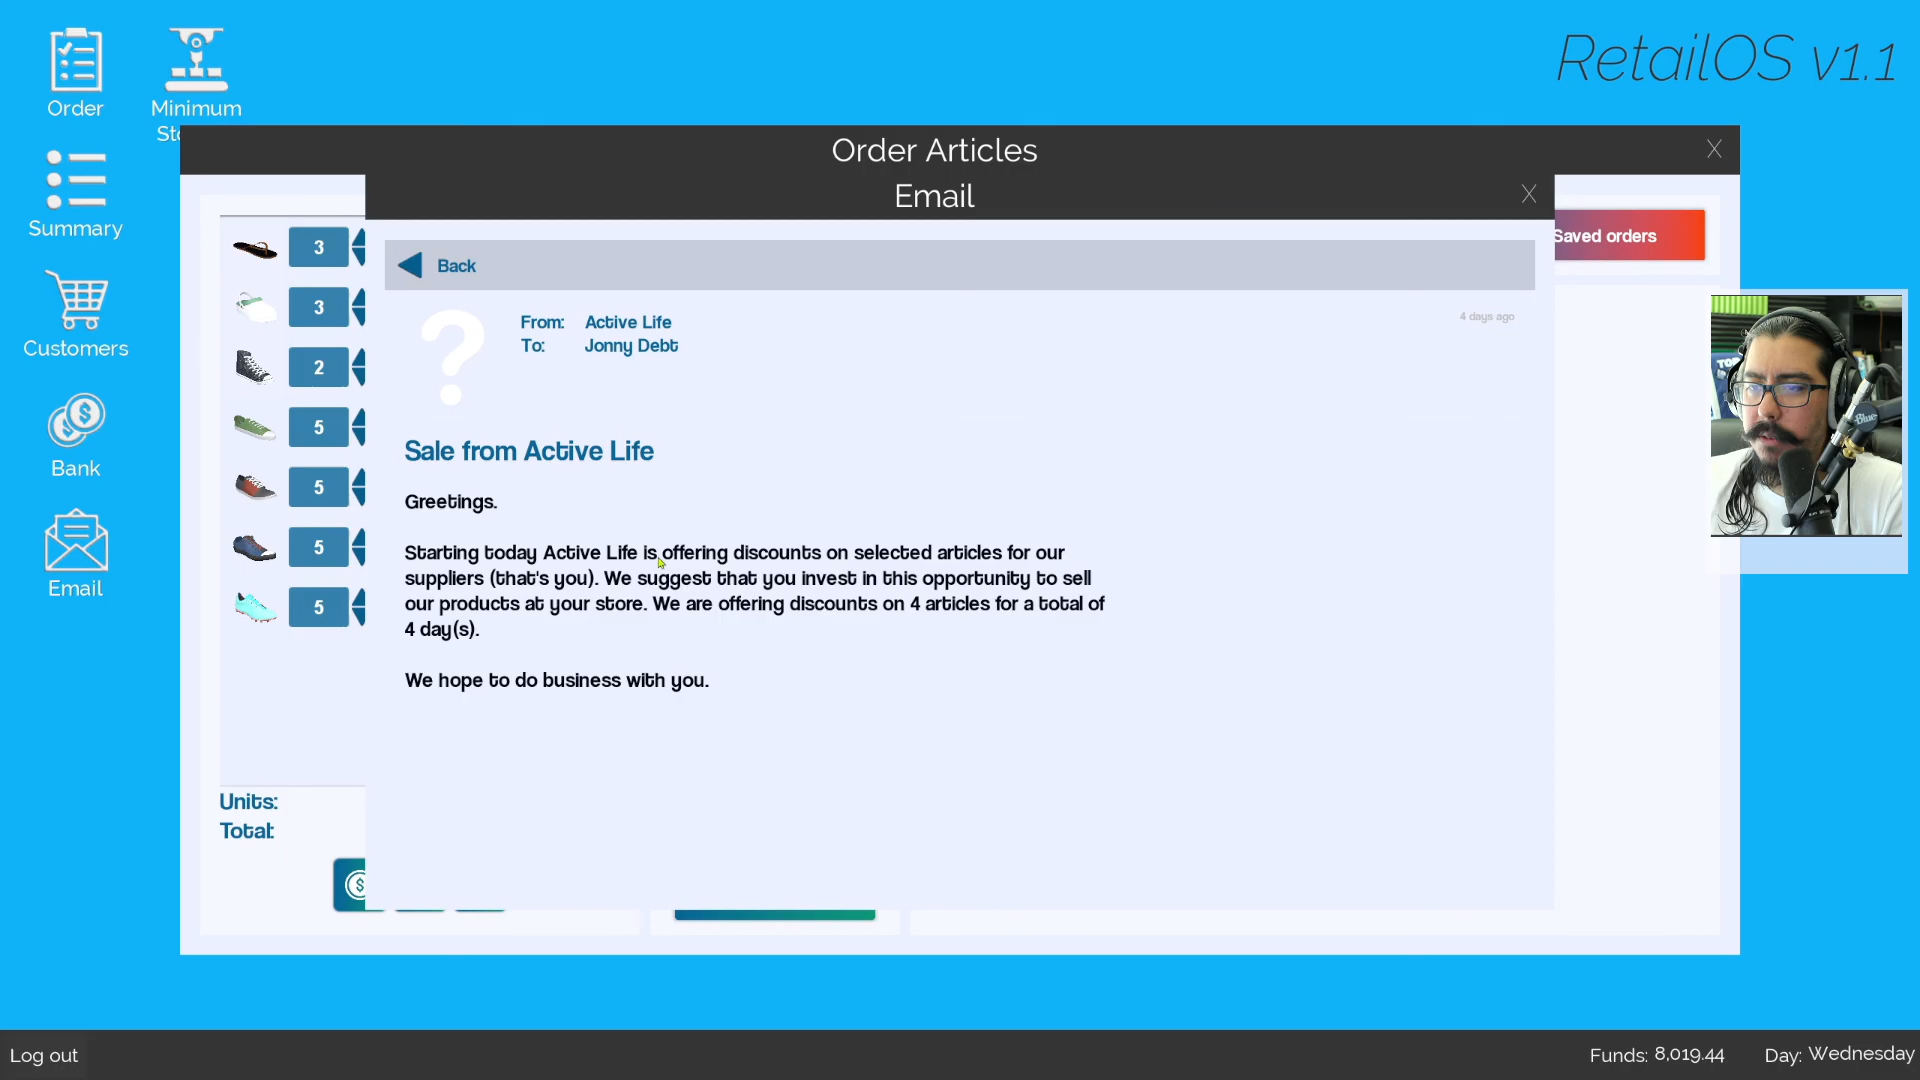 RetailOS v1.1
Order
Minimum
Summary
Customers
Bank
Email
Order Articles
X
Email
X
Saved orders
Back
From: Active Life
To: Jonny Debt
4 days ago
Sale from Active Life
Greetings.
Starting today Active Life is offering discounts on selected articles for our
suppliers (that's you). We suggest that you invest in this opportunity to sell
our products at your store. We are offering discounts on 4 articles for a total of
4 day(s).
We hope to do business with you.
3
3
2
5
5
5
5
Units:
Total:
Log out
Funds: 8,019.44
Day: Wednesday